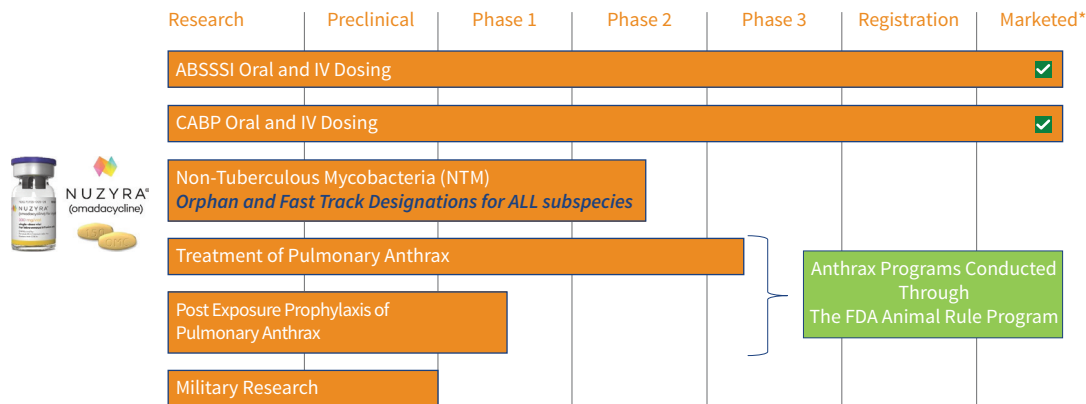 Research Preclinical Phase 1 Phase 2 Phase 3 Registration Marketed*
ABSSSI Oral and IV Dosing
CABP Oral and IV Dosing
Non-Tuberculous Mycobacteria (NTM)
Orphan and Fast Track Designations for ALL subspecies
NUZYRA®
(omadacycline)
NUZYRA
Treatment of Pulmonary Anthrax
Post Exposure Prophylaxis of
Pulmonary Anthrax
Anthrax Programs Conducted
Through
The FDA Animal Rule Program
Military Research